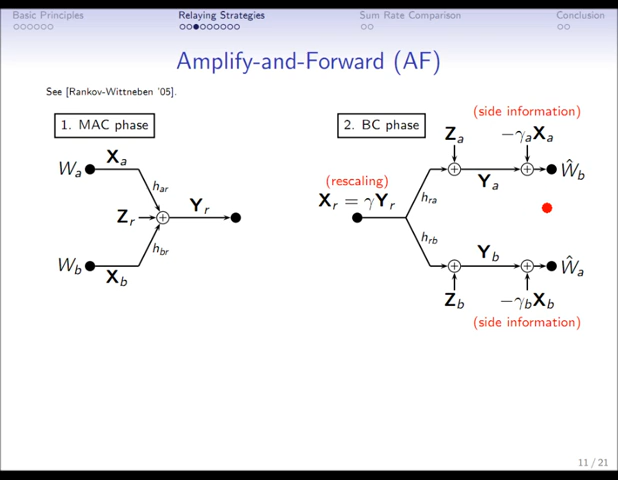 Basic Principles
Relaying Strategies
Sum Rate Comparison
Conclusion
Amplify-and-Forward (AF)
See [Rankov-Wittneben '05].
1. MAC phase
W_a
X_a
h_ar
Z_r
Y_r
h_br
W_b
X_b
2. BC phase
(side information)
Z_a
−γ_aX_a
(rescaling)
X_r = γY_r
h_ra
Y_a
Ŵ_b
h_rb
Y_b
Ŵ_a
Z_b
−γ_bX_b
(side information)
11 / 21